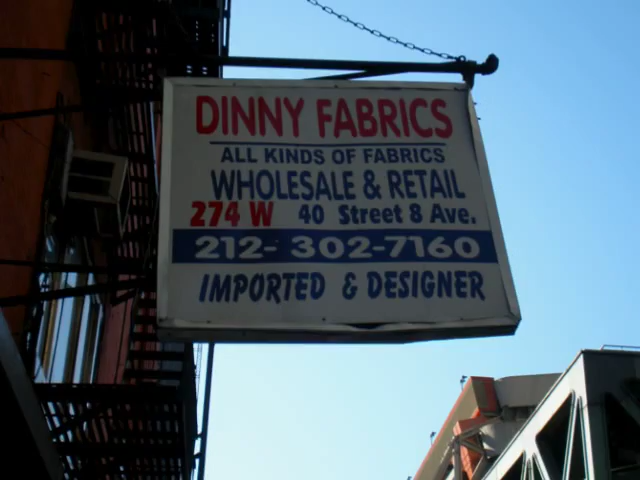 DINNY FABRICS
ALL KINDS OF FABRICS
WHOLESALE & RETAIL
274 W 40 Street 8 Ave.
212-302-7160
IMPORTED & DESIGNER